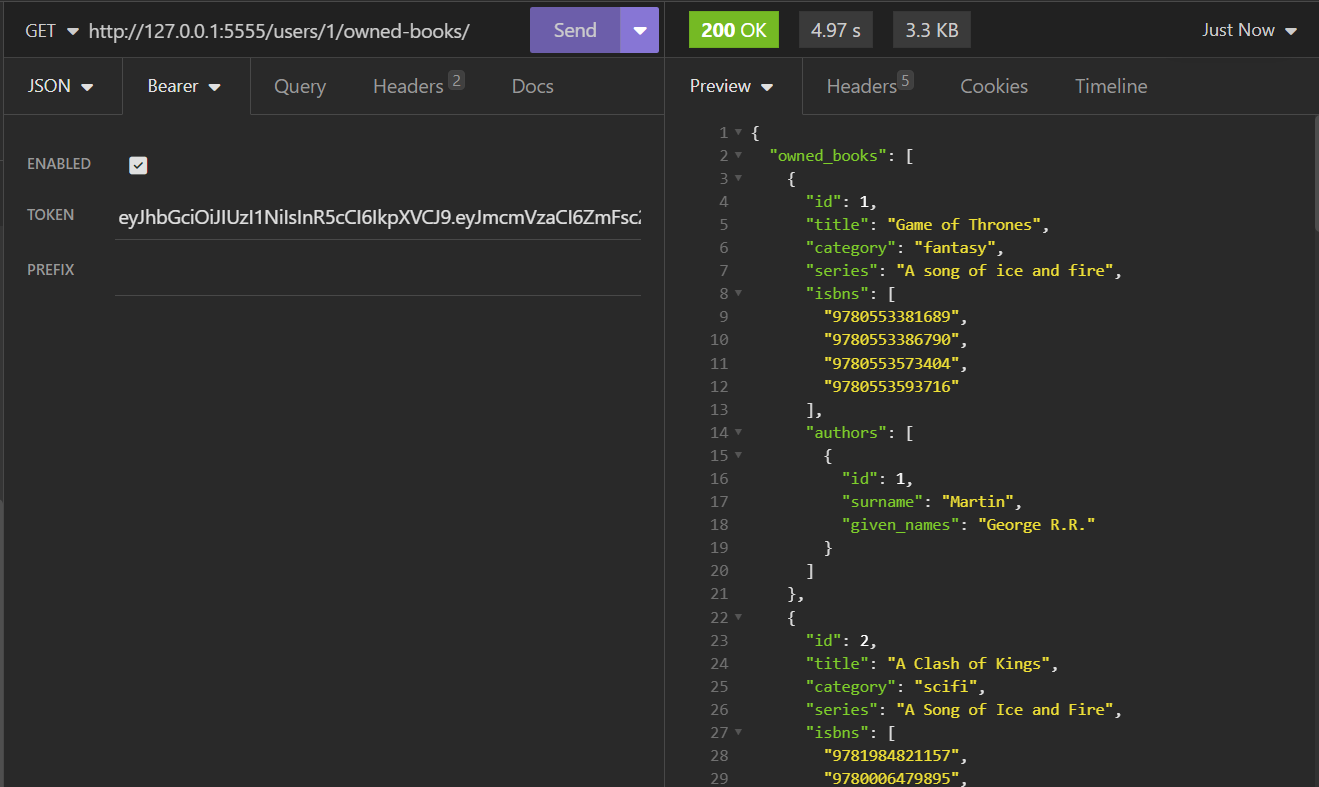 GET http://127.0.0.1:5555/users/1/owned-books/ Send 200 OK 4.97 s 3.3 KB Just Now
JSON Bearer Query Headers 2 Docs
Preview Headers 5 Cookies Timeline
ENABLED
TOKEN eyJhbGciOiJIUzI1NiIsInR5cCI6IkpXVCJ9.eyJmcmVzaCI6ZmFsc2
PREFIX
1 {
2 "owned_books": [
3 {
4 "id": 1,
5 "title": "Game of Thrones",
6 "category": "fantasy",
7 "series": "A song of ice and fire",
8 "isbns": [
9 "9780553381689",
10 "9780553386790",
11 "9780553573404",
12 "9780553593716"
13 ],
14 "authors": [
15 {
16 "id": 1,
17 "surname": "Martin",
18 "given_names": "George R.R."
19 }
20 ]
21 },
22 {
23 "id": 2,
24 "title": "A Clash of Kings",
25 "category": "scifi",
26 "series": "A Song of Ice and Fire",
27 "isbns": [
28 "9781984821157",
29 "9780006479895",